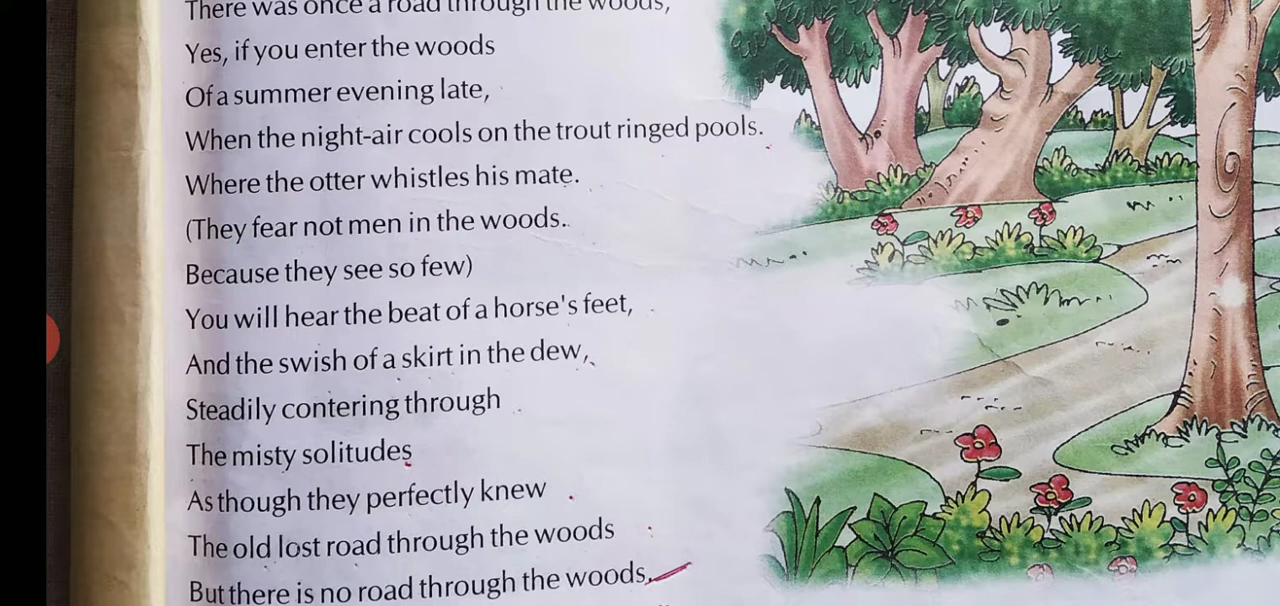 There was once a road through the woods,
Yes, if you enter the woods
Of a summer evening late,
When the night-air cools on the trout ringed pools.
Where the otter whistles his mate.
(They fear not men in the woods..
Because they see so few)
You will hear the beat of a horse's feet,
And the swish of a skirt in the dew,
Steadily contering through
The misty solitudes
As though they perfectly knew
The old lost road through the woods
But there is no road through the woods.